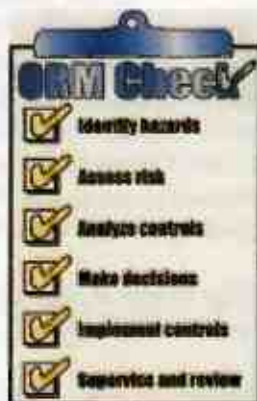 ORM Check
Identify hazards
Assess risk
Analyze controls
Make decisions
Implement controls
Supervise and review